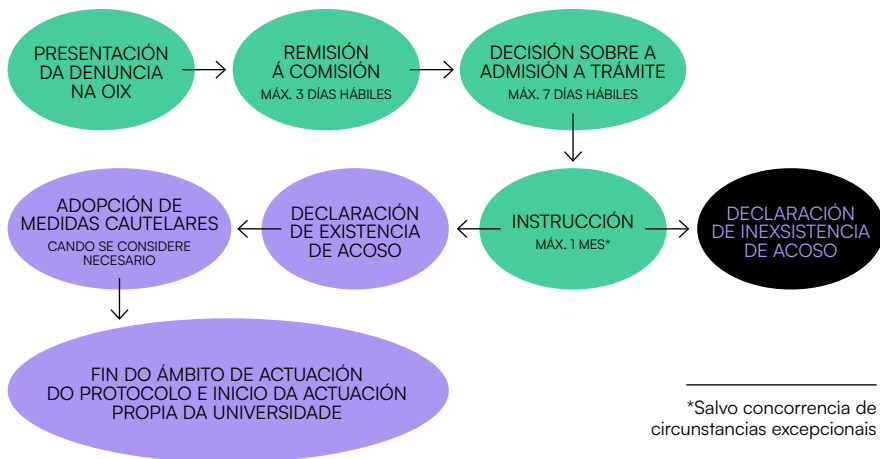 PRESENTACIÓN
DA DENUNCIA
NA OIX
REMISIÓN
Á COMISIÓN
MÁX. 3 DÍAS HÁBILES
DECISIÓN SOBRE A
ADMISIÓN A TRÁMITE
MÁX. 7 DÍAS HÁBILES
ADOPCIÓN DE
MEDIDAS CAUTELARES
CANDO SE CONSIDERE
NECESARIO
DECLARACIÓN
DE EXISTENCIA
DE ACOSO
INSTRUCCIÓN
MÁX. 1 MES*
DECLARACIÓN
DE INEXSISTENCIA
DE ACOSO
FIN DO ÁMBITO DE ACTUACIÓN
DO PROTOCOLO E INICIO DA ACTUACIÓN
PROPIA DA UNIVERSIDADE
*Salvo concorrencia de
circunstancias excepcionais